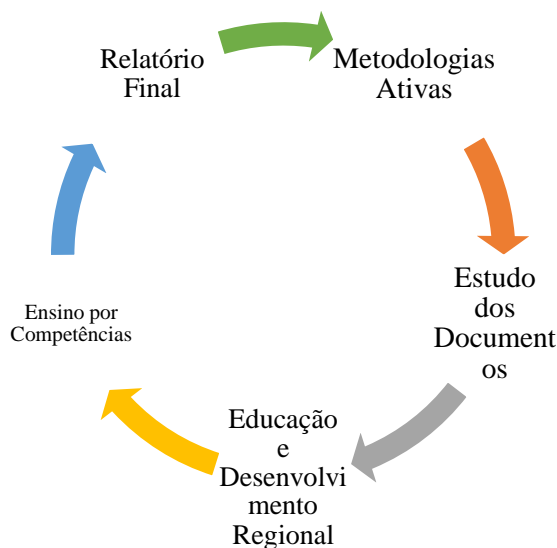 Relatório
Final
Metodologias
Ativas
Estudo
dos
Document
os
Educação
e
Desenvolvi
mento
Regional
Ensino por
Competências